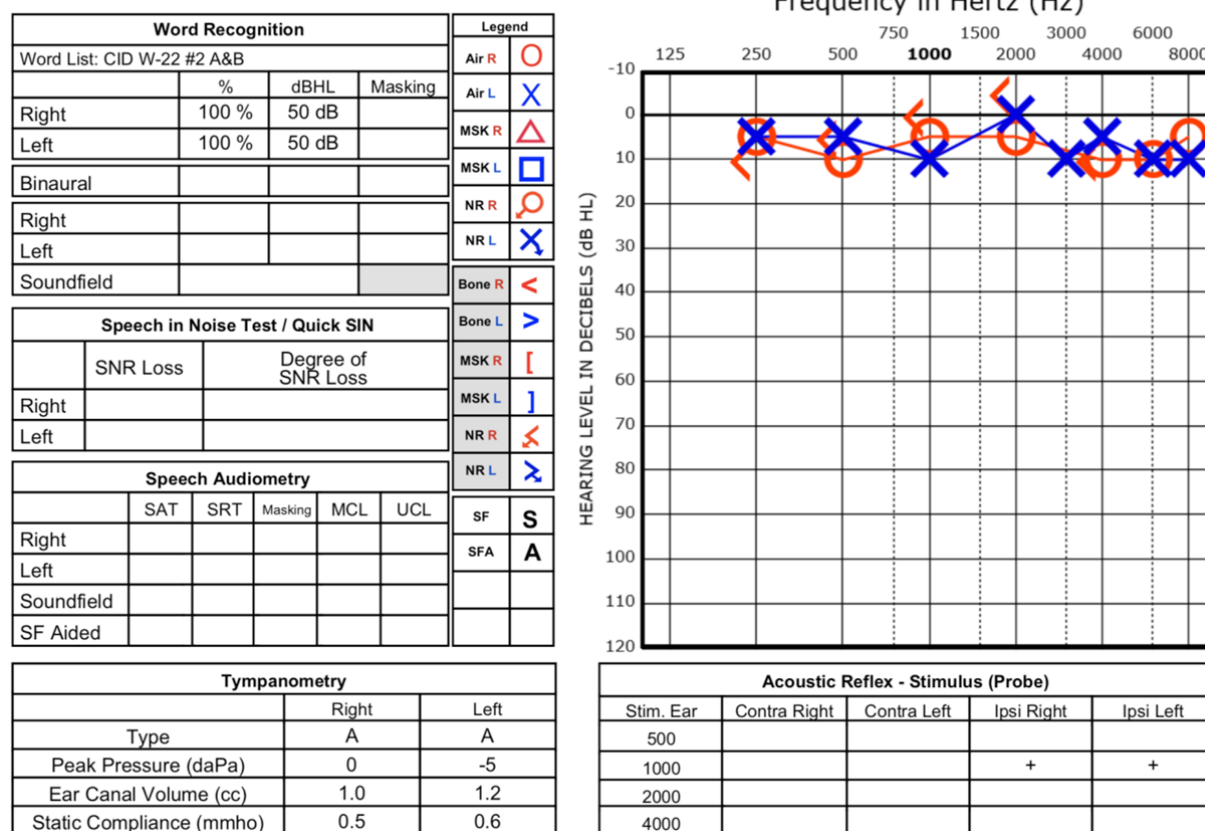 Word Recognition
Word List: CID W-22 #2 A&B
% dBHL Masking
Right 100 % 50 dB
Left 100 % 50 dB
Binaural
Right
Left
Soundfield
Speech in Noise Test / Quick SIN
SNR Loss Degree of
SNR Loss
Right
Left
Speech Audiometry
SAT SRT Masking MCL UCL
Right
Left
Soundfield
SF Aided
Legend
Air R O
Air L X
MSK R △
MSK L □
NR R
NR L
Bone R <
Bone L >
MSK R [
MSK L ]
NR R
NR L
SF S
SFA A
Frequency in Hertz (Hz)
750 1500 3000 6000
125 250 500 1000 2000 4000 8000
HEARING LEVEL IN DECIBELS (dB HL)
-10
0
10
20
30
40
50
60
70
80
90
100
110
120
Tympanometry
Right Left
Type A A
Peak Pressure (daPa) 0 -5
Ear Canal Volume (cc) 1.0 1.2
Static Compliance (mmho) 0.5 0.6
Acoustic Reflex - Stimulus (Probe)
Stim. Ear Contra Right Contra Left Ipsi Right Ipsi Left
500
1000 + +
2000
4000